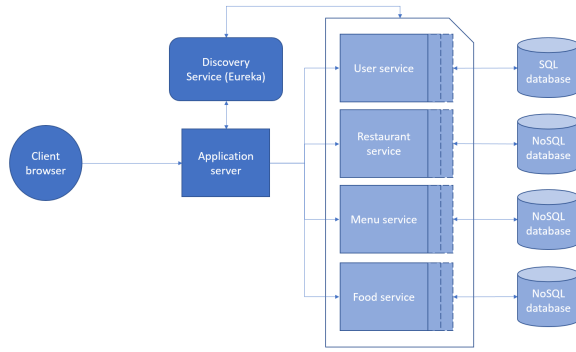 Discovery
Service (Eureka)
Client
browser
Application
server
User service
Restaurant
service
Menu service
Food service
SQL
database
NoSQL
database
NoSQL
database
NoSQL
database